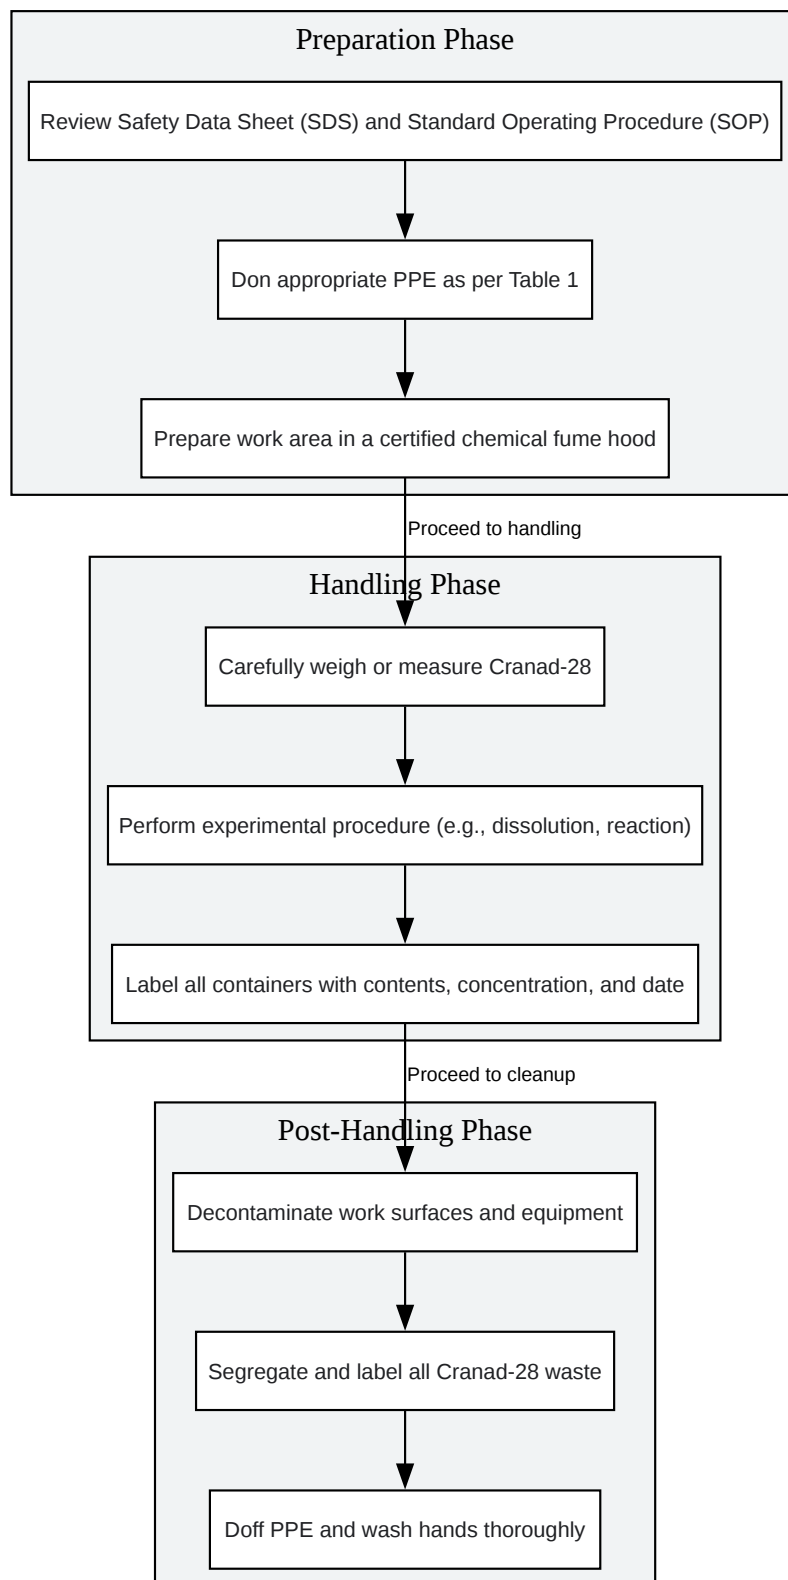 Preparation Phase
Review Safety Data Sheet (SDS) and Standard Operating Procedure (SOP)
Don appropriate PPE as per Table 1
Prepare work area in a certified chemical fume hood
Proceed to handling
Handling Phase
Carefully weigh or measure Cranad-28
Perform experimental procedure (e.g., dissolution, reaction)
Label all containers with contents, concentration, and date
Proceed to cleanup
Post-Handling Phase
Decontaminate work surfaces and equipment
Segregate and label all Cranad-28 waste
Doff PPE and wash hands thoroughly